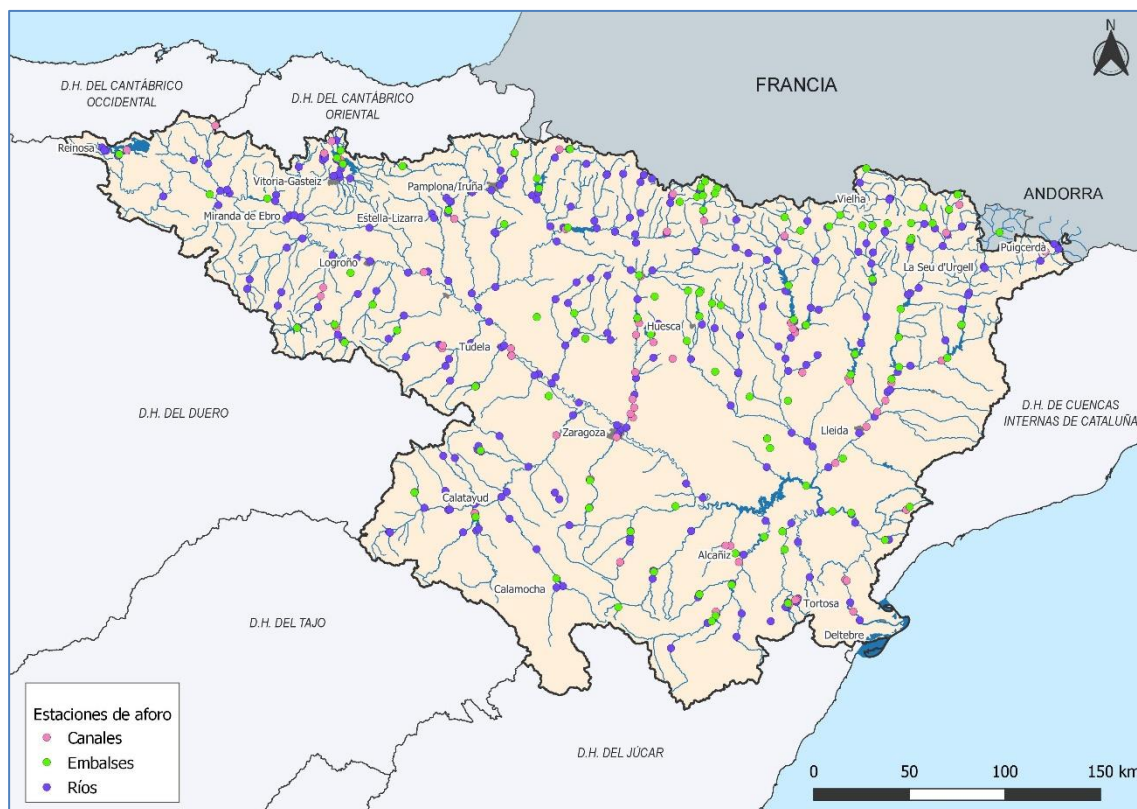 FRANCIA
D.H. DEL CANTÁBRICO
OCCIDENTAL
D.H. DEL CANTÁBRICO
ORIENTAL
Reinosa
Vitoria-Gasteiz
Pamplona/Iruña
Vielha
ANDORRA
Miranda de Ebro
Estella-Lizarra
Puigcerdà
Logroño
La Seu d'Urgell
Huesca
Tudela
D.H. DEL DUERO
D.H. DE CUENCAS
INTERNAS DE CATALUÑA
Zaragoza
Lleida
Calatayud
Alcañiz
Calamocha
Tortosa
D.H. DEL TAJO
Deltebre
Estaciones de aforo
Canales
Embalses
Ríos
D.H. DEL JÚCAR
0 50 100 150 km